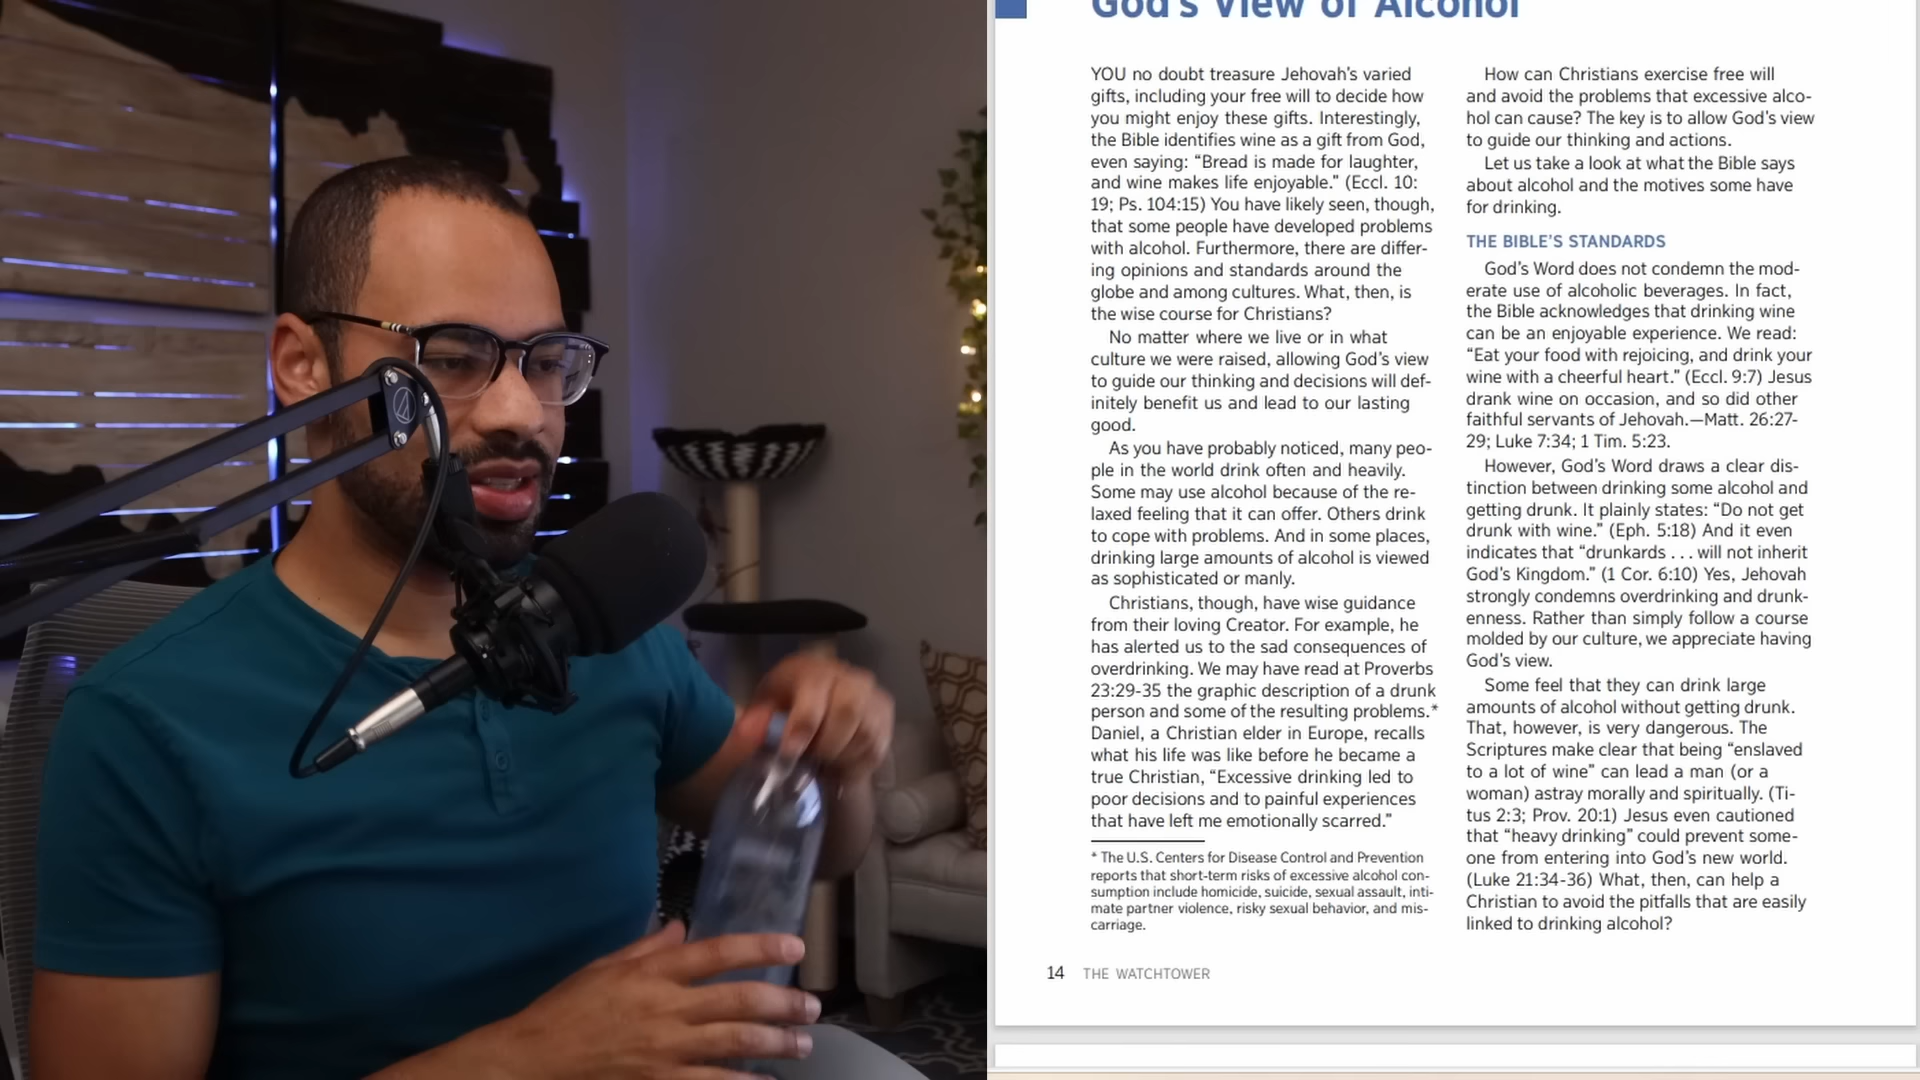 God's View of Alcohol
YOU no doubt treasure Jehovah's varied
gifts, including your free will to decide how
you might enjoy these gifts. Interestingly,
the Bible identifies wine as a gift from God,
even saying: “Bread is made for laughter,
and wine makes life enjoyable.” (Eccl. 10:
19; Ps. 104:15) You have likely seen, though,
that some people have developed problems
with alcohol. Furthermore, there are differ-
ing opinions and standards around the
globe and among cultures. What, then, is
the wise course for Christians?
No matter where we live or in what
culture we were raised, allowing God's view
to guide our thinking and decisions will def-
initely benefit us and lead to our lasting
good.
As you have probably noticed, many peo-
ple in the world drink often and heavily.
Some may use alcohol because of the re-
laxed feeling that it can offer. Others drink
to cope with problems. And in some places,
drinking large amounts of alcohol is viewed
as sophisticated or manly.
Christians, though, have wise guidance
from their loving Creator. For example, he
has alerted us to the sad consequences of
overdrinking. We may have read at Proverbs
23:29-35 the graphic description of a drunk
person and some of the resulting problems.*
Daniel, a Christian elder in Europe, recalls
what his life was like before he became a
true Christian, “Excessive drinking led to
poor decisions and to painful experiences
that have left me emotionally scarred.”
* The U.S. Centers for Disease Control and Prevention
reports that short-term risks of excessive alcohol con-
sumption include homicide, suicide, sexual assault, inti-
mate partner violence, risky sexual behavior, and mis-
carriage.
How can Christians exercise free will
and avoid the problems that excessive alco-
hol can cause? The key is to allow God's view
to guide our thinking and actions.
Let us take a look at what the Bible says
about alcohol and the motives some have
for drinking.
THE BIBLE'S STANDARDS
God's Word does not condemn the mod-
erate use of alcoholic beverages. In fact,
the Bible acknowledges that drinking wine
can be an enjoyable experience. We read:
“Eat your food with rejoicing, and drink your
wine with a cheerful heart.” (Eccl. 9:7) Jesus
drank wine on occasion, and so did other
faithful servants of Jehovah.—Matt. 26:27-
29; Luke 7:34; 1 Tim. 5:23.
However, God's Word draws a clear dis-
tinction between drinking some alcohol and
getting drunk. It plainly states: “Do not get
drunk with wine.” (Eph. 5:18) And it even
indicates that “drunkards . . . will not inherit
God's Kingdom.” (1 Cor. 6:10) Yes, Jehovah
strongly condemns overdrinking and drunk-
enness. Rather than simply follow a course
molded by our culture, we appreciate having
God's view.
Some feel that they can drink large
amounts of alcohol without getting drunk.
That, however, is very dangerous. The
Scriptures make clear that being “enslaved
to a lot of wine” can lead a man (or a
woman) astray morally and spiritually. (Ti-
tus 2:3; Prov. 20:1) Jesus even cautioned
that “heavy drinking” could prevent some-
one from entering into God's new world.
(Luke 21:34-36) What, then, can help a
Christian to avoid the pitfalls that are easily
linked to drinking alcohol?
14 THE WATCHTOWER